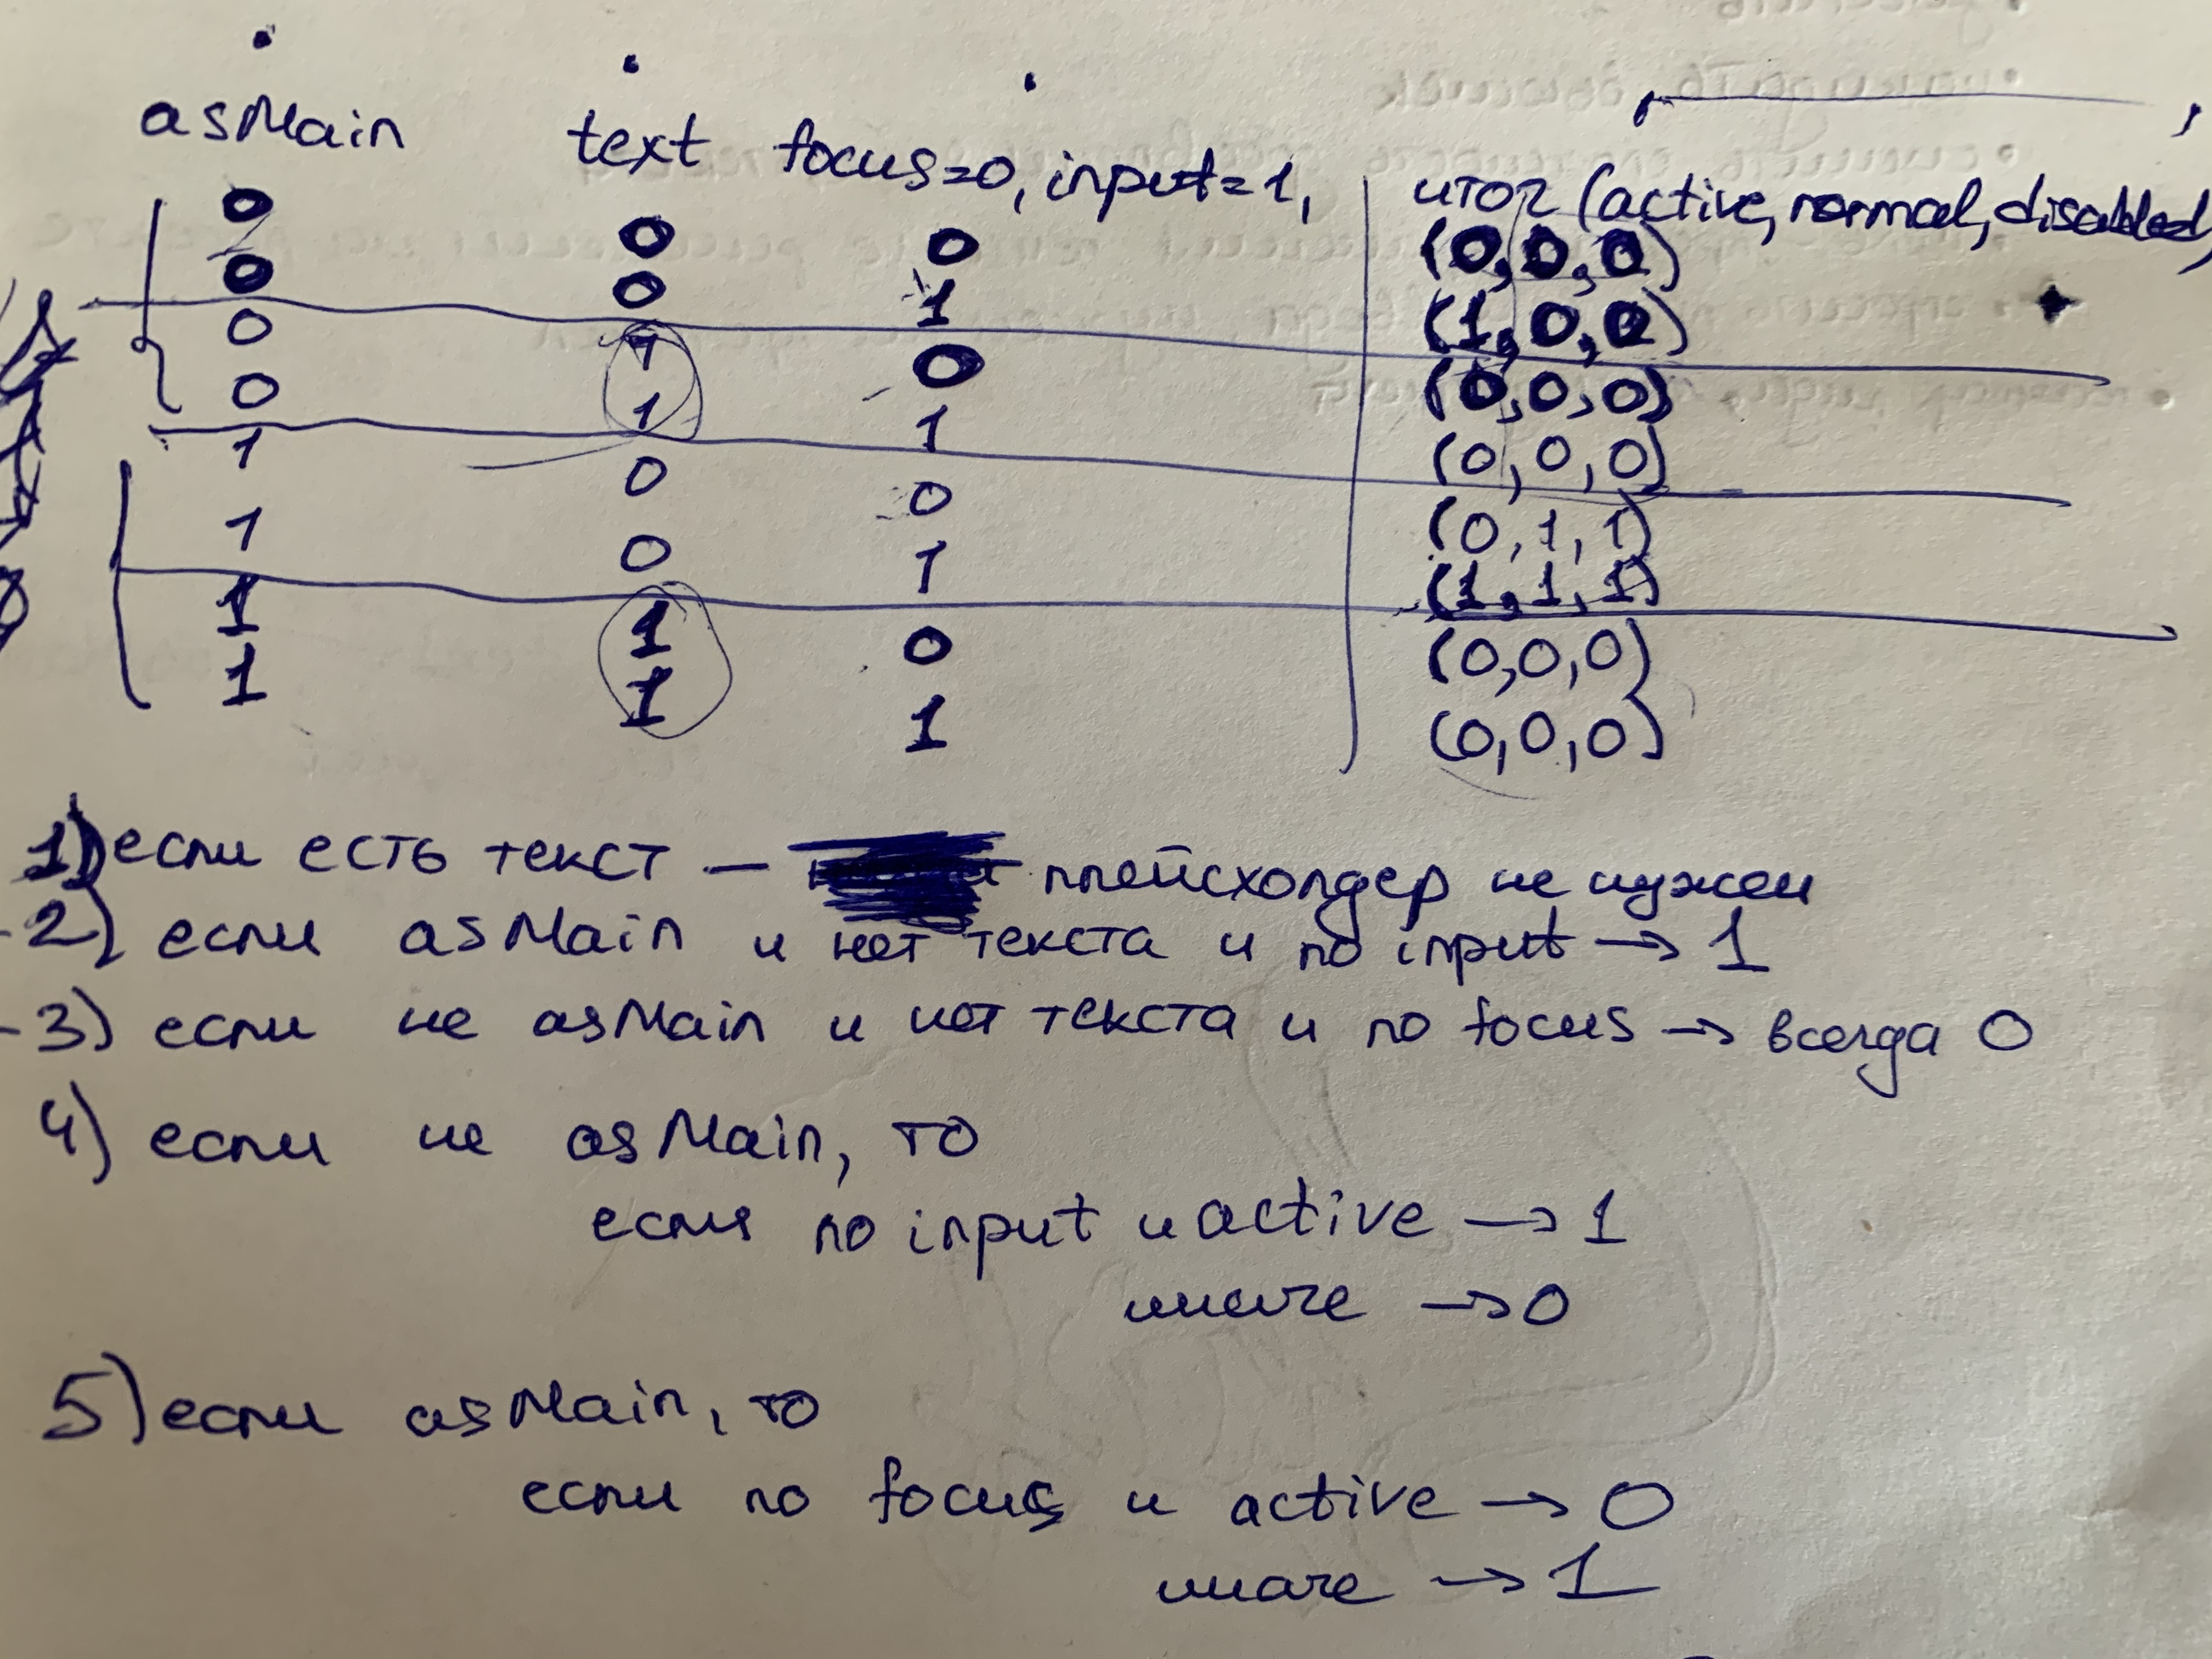 asMain text focus=0, input=1, итог (active, normal, disabled)
0 0 0 (0,0,0)
0 0 1 (1,0,0)
0 1 0 (0,0,0)
0 1 1 (0,0,0)
1 0 0 (0,1,1)
1 0 1 (1,1,1)
1 1 0 (0,0,0)
1 1 1 (0,0,0)
1) если есть текст — плейсхолдер не нужен
2) если asMain и нет текста и по input → 1
3) если не asMain и нет текста и по focus → всегда 0
4) если не asMain, то
если по input и active → 1
иначе → 0
5) если asMain, то
если по focus и active → 0
иначе → 1